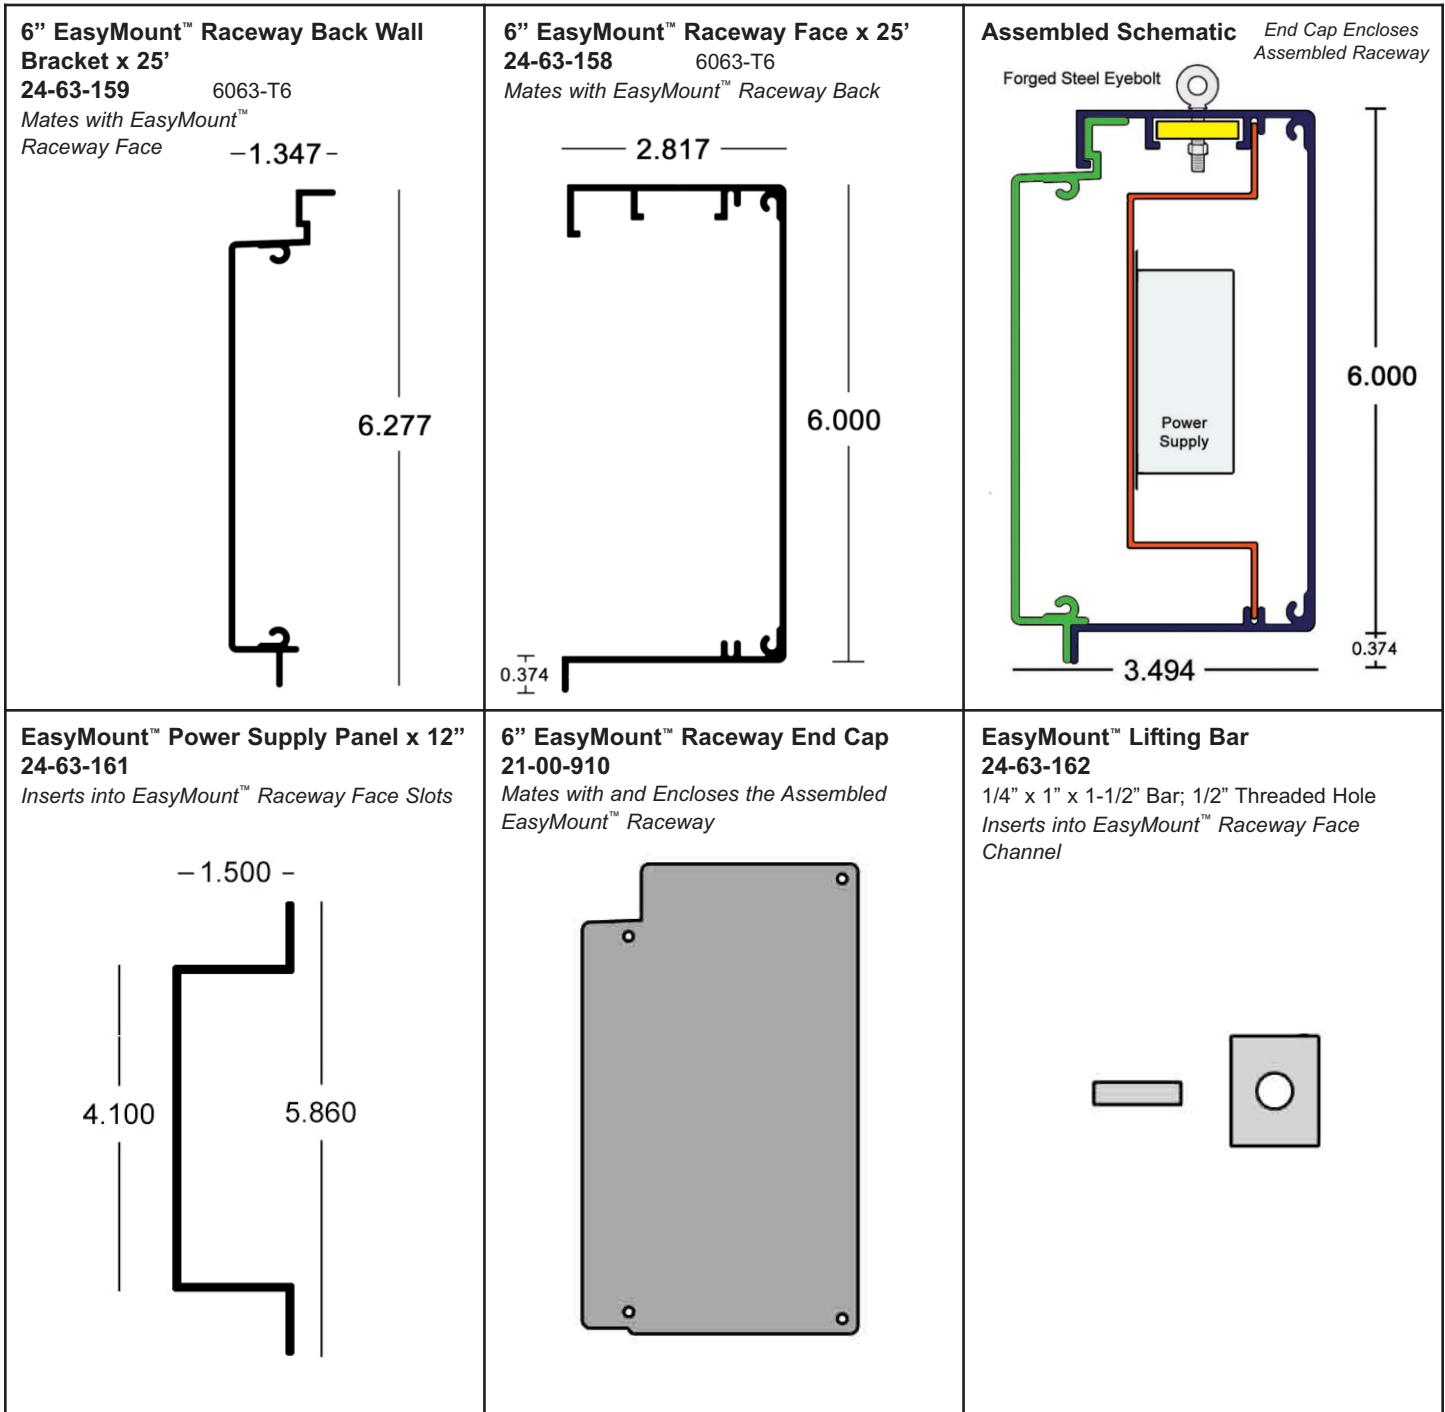 6” EasyMount™ Raceway Back Wall
Bracket x 25’
24-63-159 6063-T6
Mates with EasyMount™
Raceway Face
1.347
6.277
6” EasyMount™ Raceway Face x 25’
24-63-158 6063-T6
Mates with EasyMount™ Raceway Back
2.817
6.000
0.374
Assembled Schematic
End Cap Encloses
Assembled Raceway
Forged Steel Eyebolt
Power
Supply
6.000
0.374
3.494
EasyMount™ Power Supply Panel x 12”
24-63-161
Inserts into EasyMount™ Raceway Face Slots
1.500
4.100
5.860
6” EasyMount™ Raceway End Cap
21-00-910
Mates with and Encloses the Assembled
EasyMount™ Raceway
EasyMount™ Lifting Bar
24-63-162
1/4” x 1” x 1-1/2” Bar; 1/2” Threaded Hole
Inserts into EasyMount™ Raceway Face
Channel